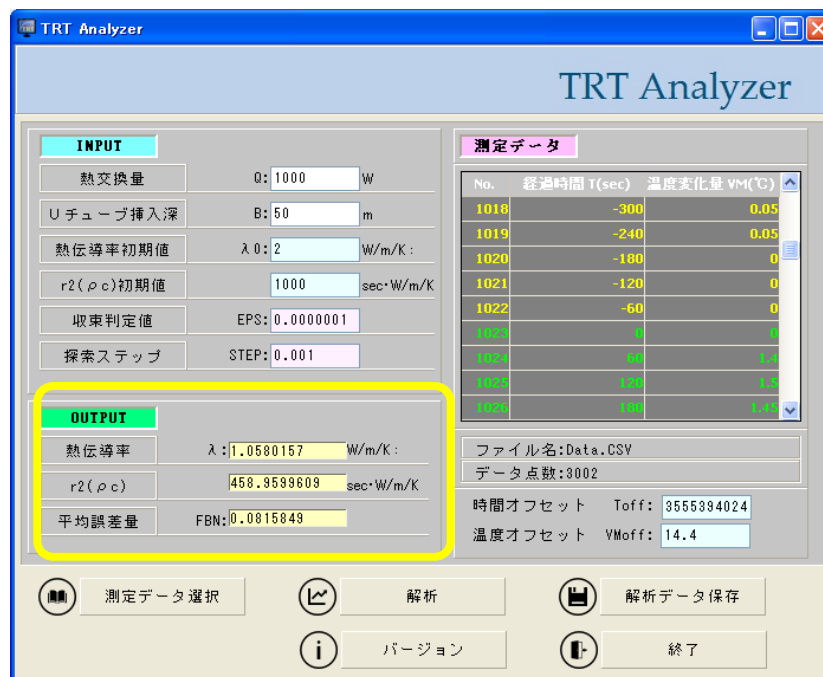 TRT Analyzer
TRT Analyzer
INPUT
熱交換量 Q: 1000 W
Uチューブ挿入深 B: 50 m
熱伝導率初期値 λ0: 2 W/m/K:
r2(ρc)初期値 1000 sec・W/m/K
収束判定値 EPS: 0.0000001
探索ステップ STEP: 0.001
OUTPUT
熱伝導率 λ: 1.0580157 W/m/K:
r2(ρc) 458.9599609 sec・W/m/K
平均誤差量 FBN: 0.0815849
測定データ
No. 経過時間 T(sec) 温度変化量 VM(℃)
1018 -300 0.05
1019 -240 0.05
1020 -180 0
1021 -120 0
1022 -60 0
1023 0 0
1024 60 1.4
1025 120 1.5
1026 180 1.45
ファイル名:Data.CSV
データ点数:3002
時間オフセット Toff: 3555394024
温度オフセット VMoff: 14.4
測定データ選択
解析
解析データ保存
バージョン
終了